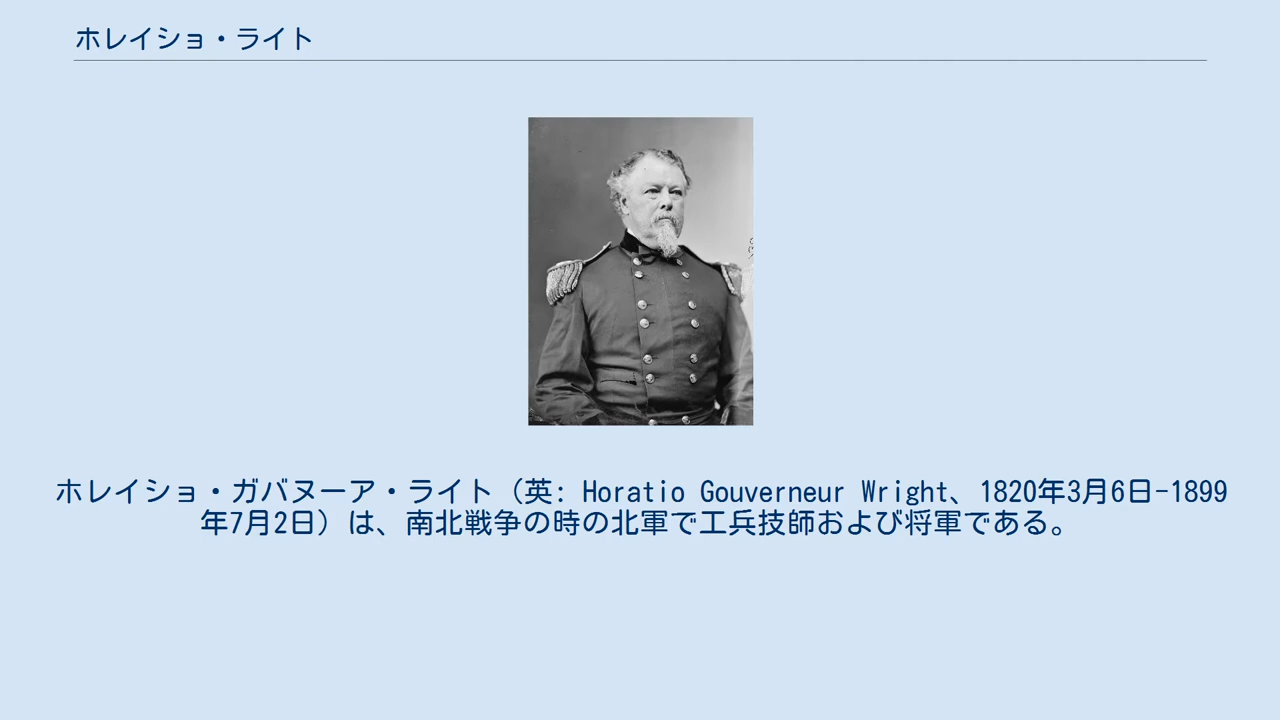 ホレイショ・ライト
ホレイショ・ガバヌーア・ライト（英: Horatio Gouverneur Wright、1820年3月6日-1899
年7月2日）は、南北戦争の時の北軍で工兵技師および将軍である。